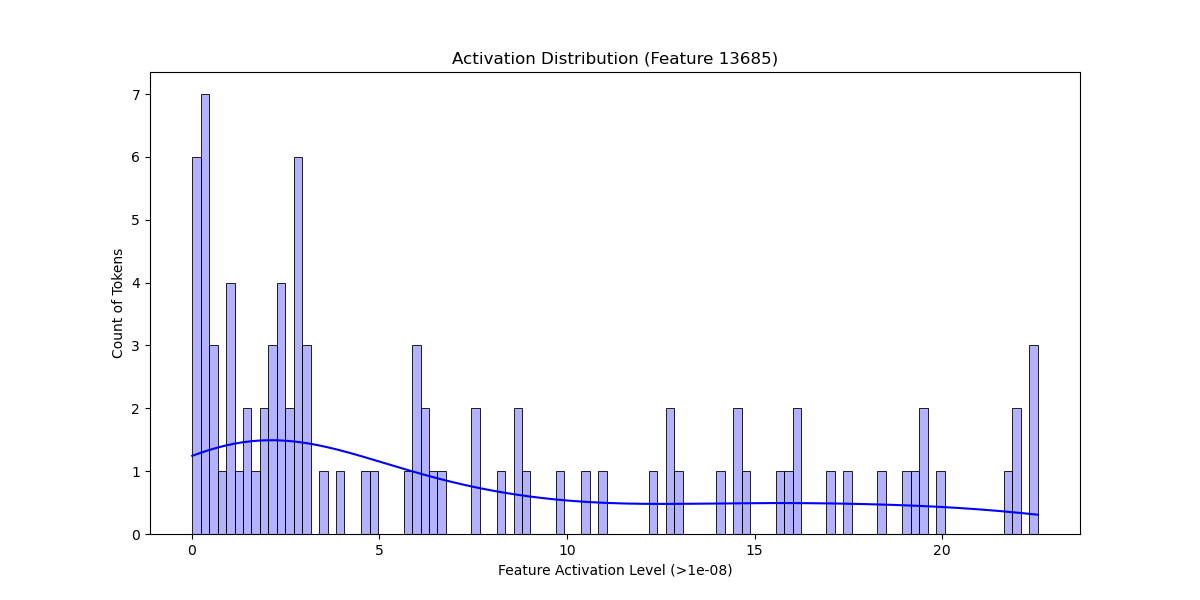 Activation Distribution (Feature 13685)
Count of Tokens
7
6
5
4
3
2
1
0
0 5 10 15 20
Feature Activation Level (>1e-08)